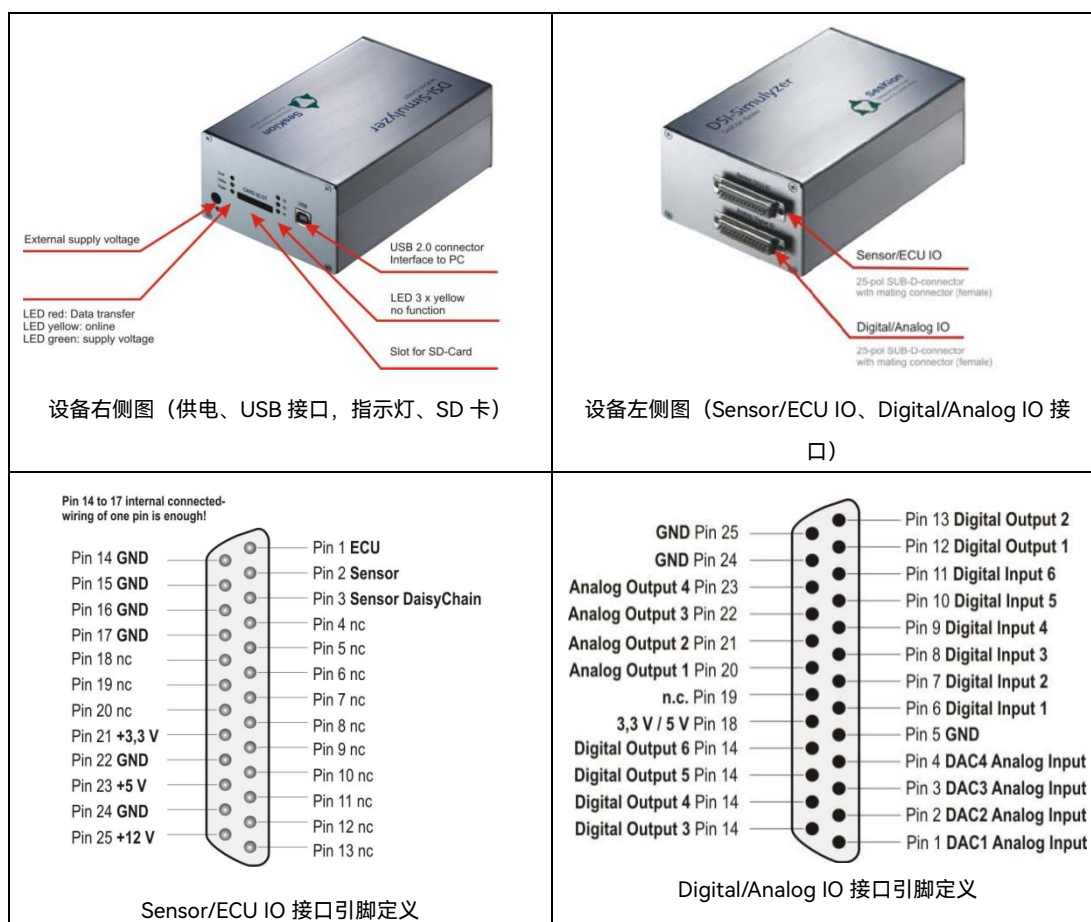 DSI-Simulyzer
SesKion GmbH
SesKion
CARD-SLOT
USB
External supply voltage
LED red: Data transfer
LED yellow: online
LED green: supply voltage
USB 2.0 connector
Interface to PC
LED 3 x yellow
no function
Slot for SD-Card
设备右侧图（供电、USB 接口，指示灯、SD 卡）
DSI-Simulyzer
SesKion GmbH
SesKion
Sensor/ECU IO
25-pol SUB-D-connector
with mating connector (female)
Digital/Analog IO
25-pol SUB-D-connector
with mating connector (female)
设备左侧图（Sensor/ECU IO、Digital/Analog IO 接
口）
Pin 14 to 17 internal connected-
wiring of one pin is enough!
Pin 14 GND
Pin 15 GND
Pin 16 GND
Pin 17 GND
Pin 18 nc
Pin 19 nc
Pin 20 nc
Pin 21 +3,3 V
Pin 22 GND
Pin 23 +5 V
Pin 24 GND
Pin 25 +12 V
Pin 1 ECU
Pin 2 Sensor
Pin 3 Sensor DaisyChain
Pin 4 nc
Pin 5 nc
Pin 6 nc
Pin 7 nc
Pin 8 nc
Pin 9 nc
Pin 10 nc
Pin 11 nc
Pin 12 nc
Pin 13 nc
Sensor/ECU IO 接口引脚定义
GND Pin 25
GND Pin 24
Analog Output 4 Pin 23
Analog Output 3 Pin 22
Analog Output 2 Pin 21
Analog Output 1 Pin 20
n.c. Pin 19
3,3 V / 5 V Pin 18
Digital Output 6 Pin 14
Digital Output 5 Pin 14
Digital Output 4 Pin 14
Digital Output 3 Pin 14
Pin 13 Digital Output 2
Pin 12 Digital Output 1
Pin 11 Digital Input 6
Pin 10 Digital Input 5
Pin 9 Digital Input 4
Pin 8 Digital Input 3
Pin 7 Digital Input 2
Pin 6 Digital Input 1
Pin 5 GND
Pin 4 DAC4 Analog Input
Pin 3 DAC3 Analog Input
Pin 2 DAC2 Analog Input
Pin 1 DAC1 Analog Input
Digital/Analog IO 接口引脚定义